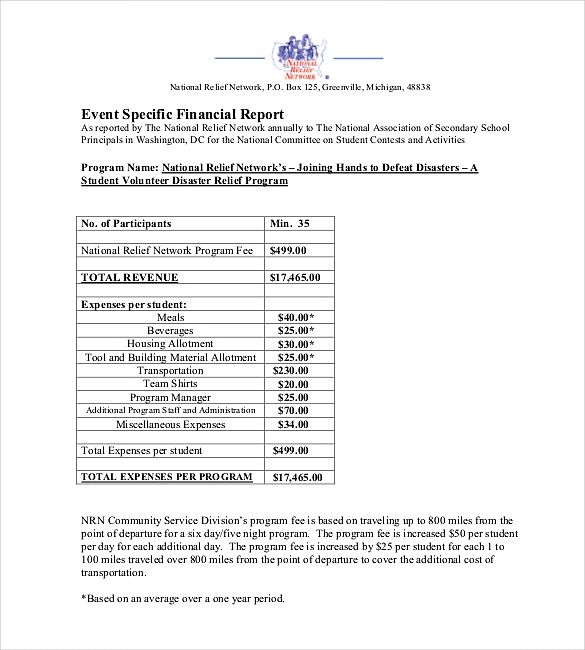 NATIONAL
RELIEF
NETWORK
National Relief Network, P.O. Box 125, Greenville, Michigan, 48838
Event Specific Financial Report
As reported by The National Relief Network annually to The National Association of Secondary School
Principals in Washington, DC for the National Committee on Student Contests and Activities
Program Name: National Relief Network's – Joining Hands to Defeat Disasters – A
Student Volunteer Disaster Relief Program
No. of Participants Min. 35
National Relief Network Program Fee $499.00
TOTAL REVENUE $17,465.00
Expenses per student:
Meals $40.00*
Beverages $25.00*
Housing Allotment $30.00*
Tool and Building Material Allotment $25.00*
Transportation $230.00
Team Shirts $20.00
Program Manager $25.00
Additional Program Staff and Administration $70.00
Miscellaneous Expenses $34.00
Total Expenses per student $499.00
TOTAL EXPENSES PER PROGRAM $17,465.00
NRN Community Service Division's program fee is based on traveling up to 800 miles from the
point of departure for a six day/five night program. The program fee is increased $50 per student
per day for each additional day. The program fee is increased by $25 per student for each 1 to
100 miles traveled over 800 miles from the point of departure to cover the additional cost of
transportation.
*Based on an average over a one year period.